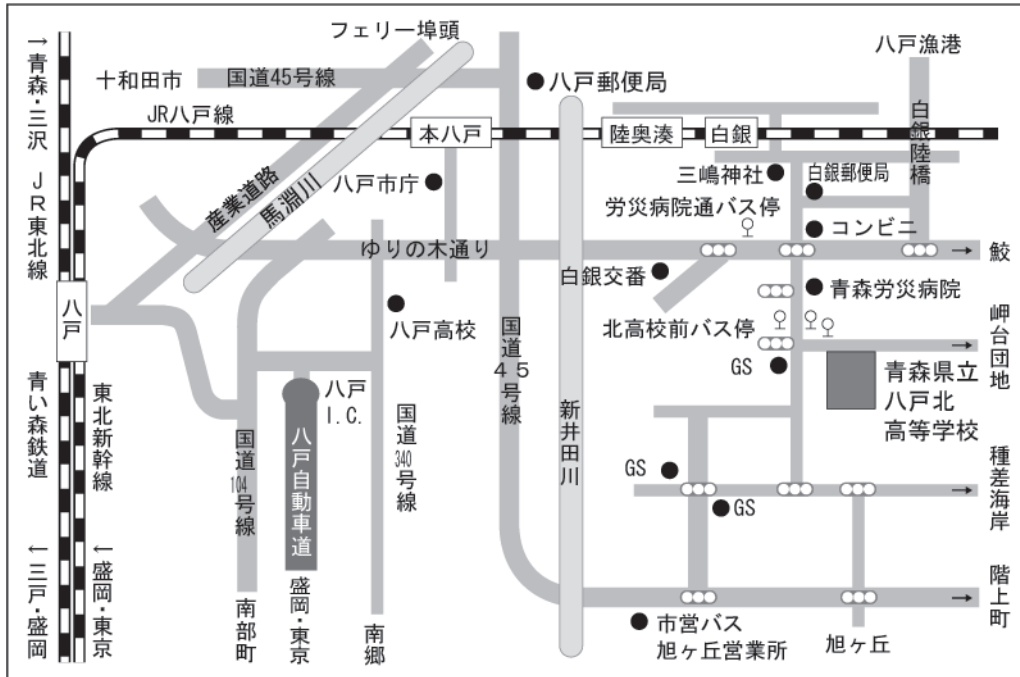 フェリー埠頭
八戸漁港
十和田市
国道45号線
八戸郵便局
→青森・三沢
JR八戸線
本八戸
陸奥湊
白銀
白銀陸橋
八戸市庁
産業道路
馬淵川
三嶋神社
白銀郵便局
労災病院通バス停
コンビニ
JR東北線
ゆりの木通り
→
鮫
白銀交番
青森労災病院
八戸
八戸高校
北高校前バス停
→
岬台団地
国道45号線
GS
青森県立
八戸北
高等学校
八戸
I.C.
青い森鉄道
東北新幹線
国道104号線
八戸自動車道
国道340号線
新井田川
GS
GS
→
種差海岸
←三戸・盛岡
←盛岡・東京
南部町
盛岡・東京
南郷
→
階上町
市営バス
旭ヶ丘営業所
旭ヶ丘